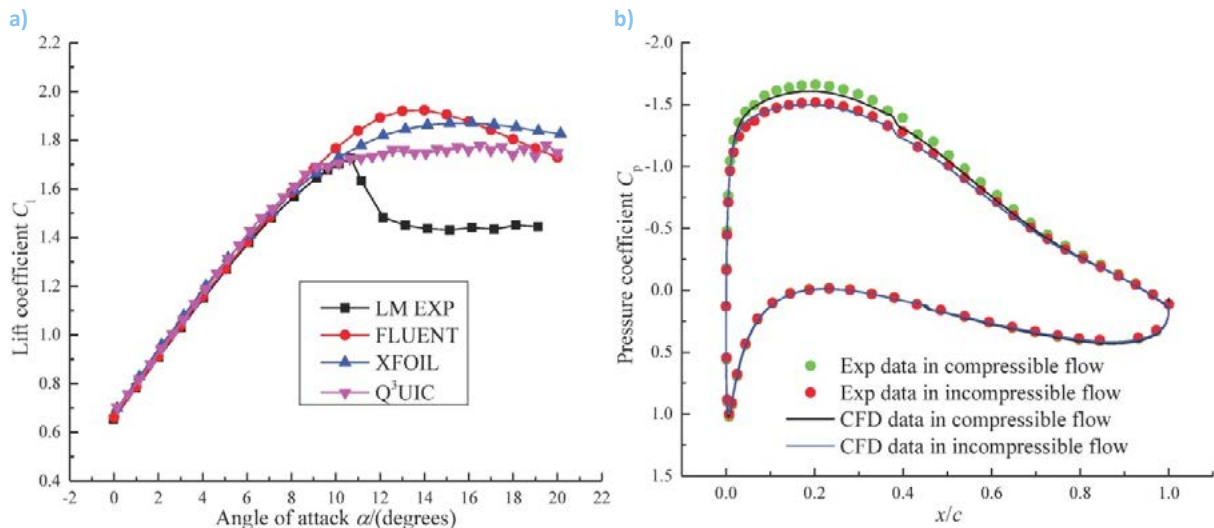 a)
Lift coefficient C_l
2.2
2.0
1.8
1.6
1.4
1.2
1.0
0.8
0.6
0.4
LM EXP
FLUENT
XFOIL
Q³UIC
-2 0 2 4 6 8 10 12 14 16 18 20 22
Angle of attack α/(degrees)
b)
Pressure coefficient C_p
-2.0
-1.5
-1.0
-0.5
0.0
0.5
1.0
1.5
Exp data in compressible flow
Exp data in incompressible flow
CFD data in compressible flow
CFD data in incompressible flow
0.0 0.2 0.4 0.6 0.8 1.0
x/c